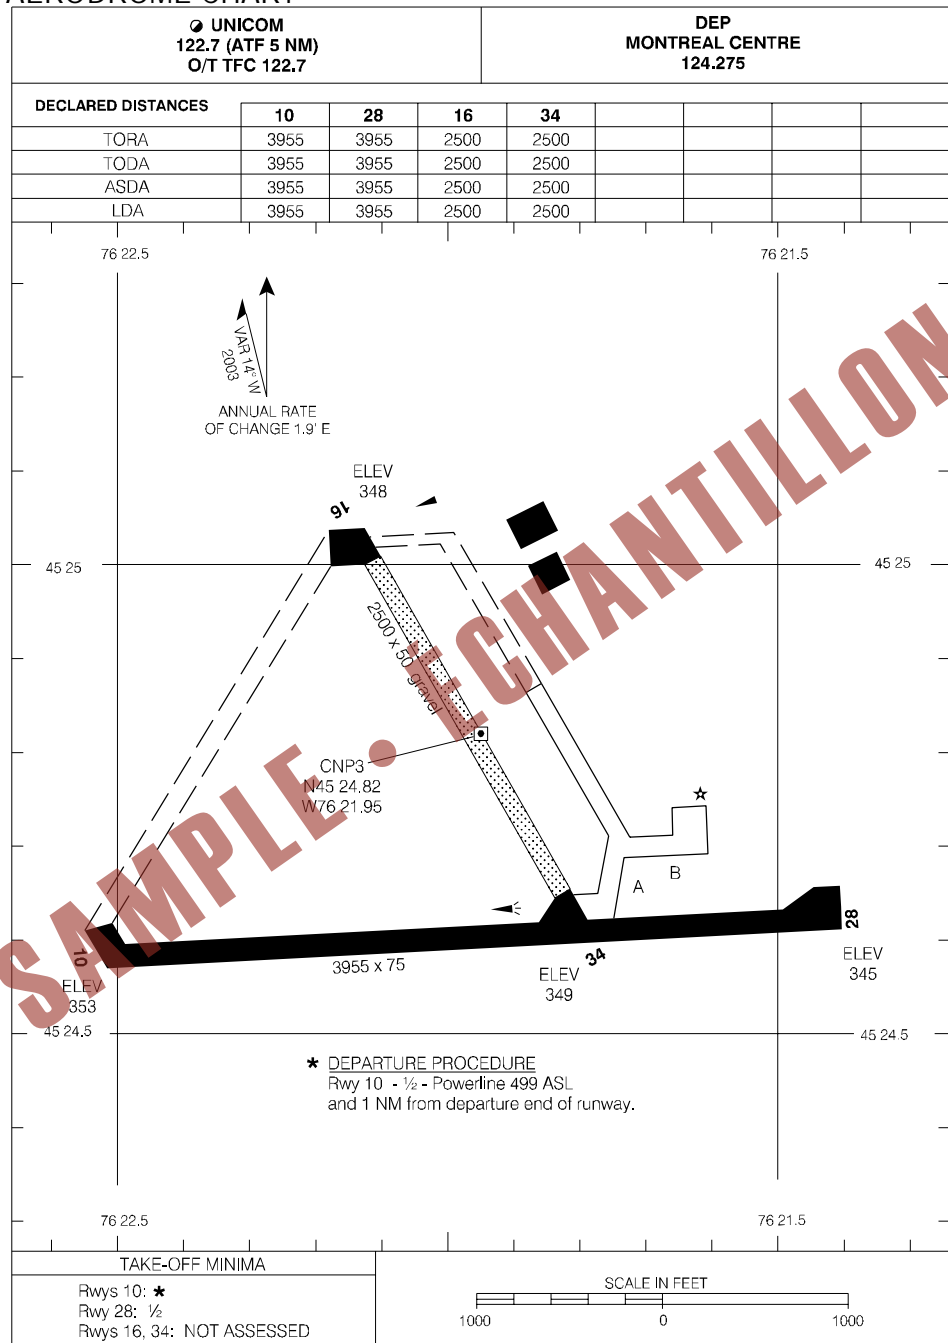 AERODROME CHART
UNICOM
122.7 (ATF 5 NM)
O/T TFC 122.7
DEP
MONTREAL CENTRE
124.275
DECLARED DISTANCES 10 28 16 34
TORA 3955 3955 2500 2500
TODA 3955 3955 2500 2500
ASDA 3955 3955 2500 2500
LDA 3955 3955 2500 2500
76 22.5 76 21.5
VAR 14° W
2003
ANNUAL RATE
OF CHANGE 1.9' E
ELEV
348
16
45 25 45 25
2500 x 50 gravel
CNP3
N45 24.82
W76 21.95
A B
10
28
34
3955 x 75
ELEV
353
ELEV
349
ELEV
345
45 24.5 45 24.5
* DEPARTURE PROCEDURE
Rwy 10 - ½ - Powerline 499 ASL
and 1 NM from departure end of runway.
76 22.5 76 21.5
TAKE-OFF MINIMA
Rwys 10: *
Rwy 28: ½
Rwys 16, 34: NOT ASSESSED
SCALE IN FEET
1000 0 1000
SAMPLE • ÉCHANTILLON